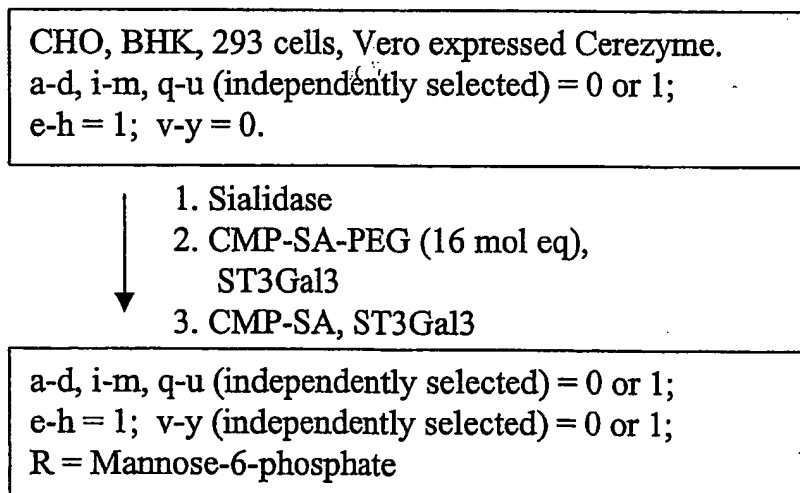 CHO, BHK, 293 cells, Vero expressed Cerezyme.
a-d, i-m, q-u (independently selected) = 0 or 1;
e-h = 1; v-y = 0.
1. Sialidase
2. CMP-SA-PEG (16 mol eq),
ST3Gal3
3. CMP-SA, ST3Gal3
a-d, i-m, q-u (independently selected) = 0 or 1;
e-h = 1; v-y (independently selected) = 0 or 1;
R = Mannose-6-phosphate